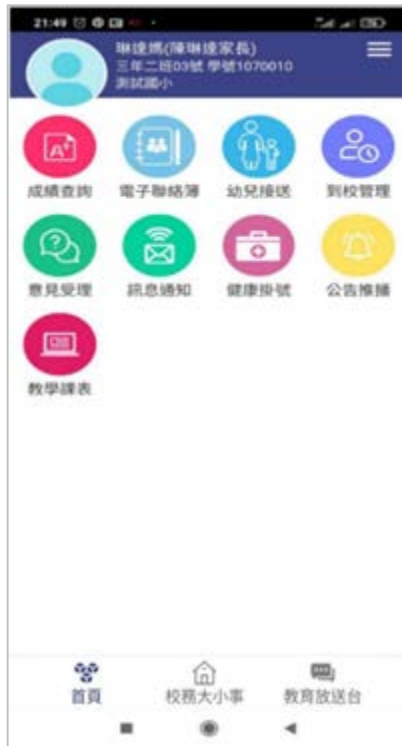 21:49
琳達媽(陳琳達家長)
三年二班03號 學號1070010
測試國小
A+
成績查詢
電子聯絡簿
幼兒接送
到校管理
意見受理
訊息通知
健康掛號
公告推播
教學課表
首頁
校務大小事
教育放送台